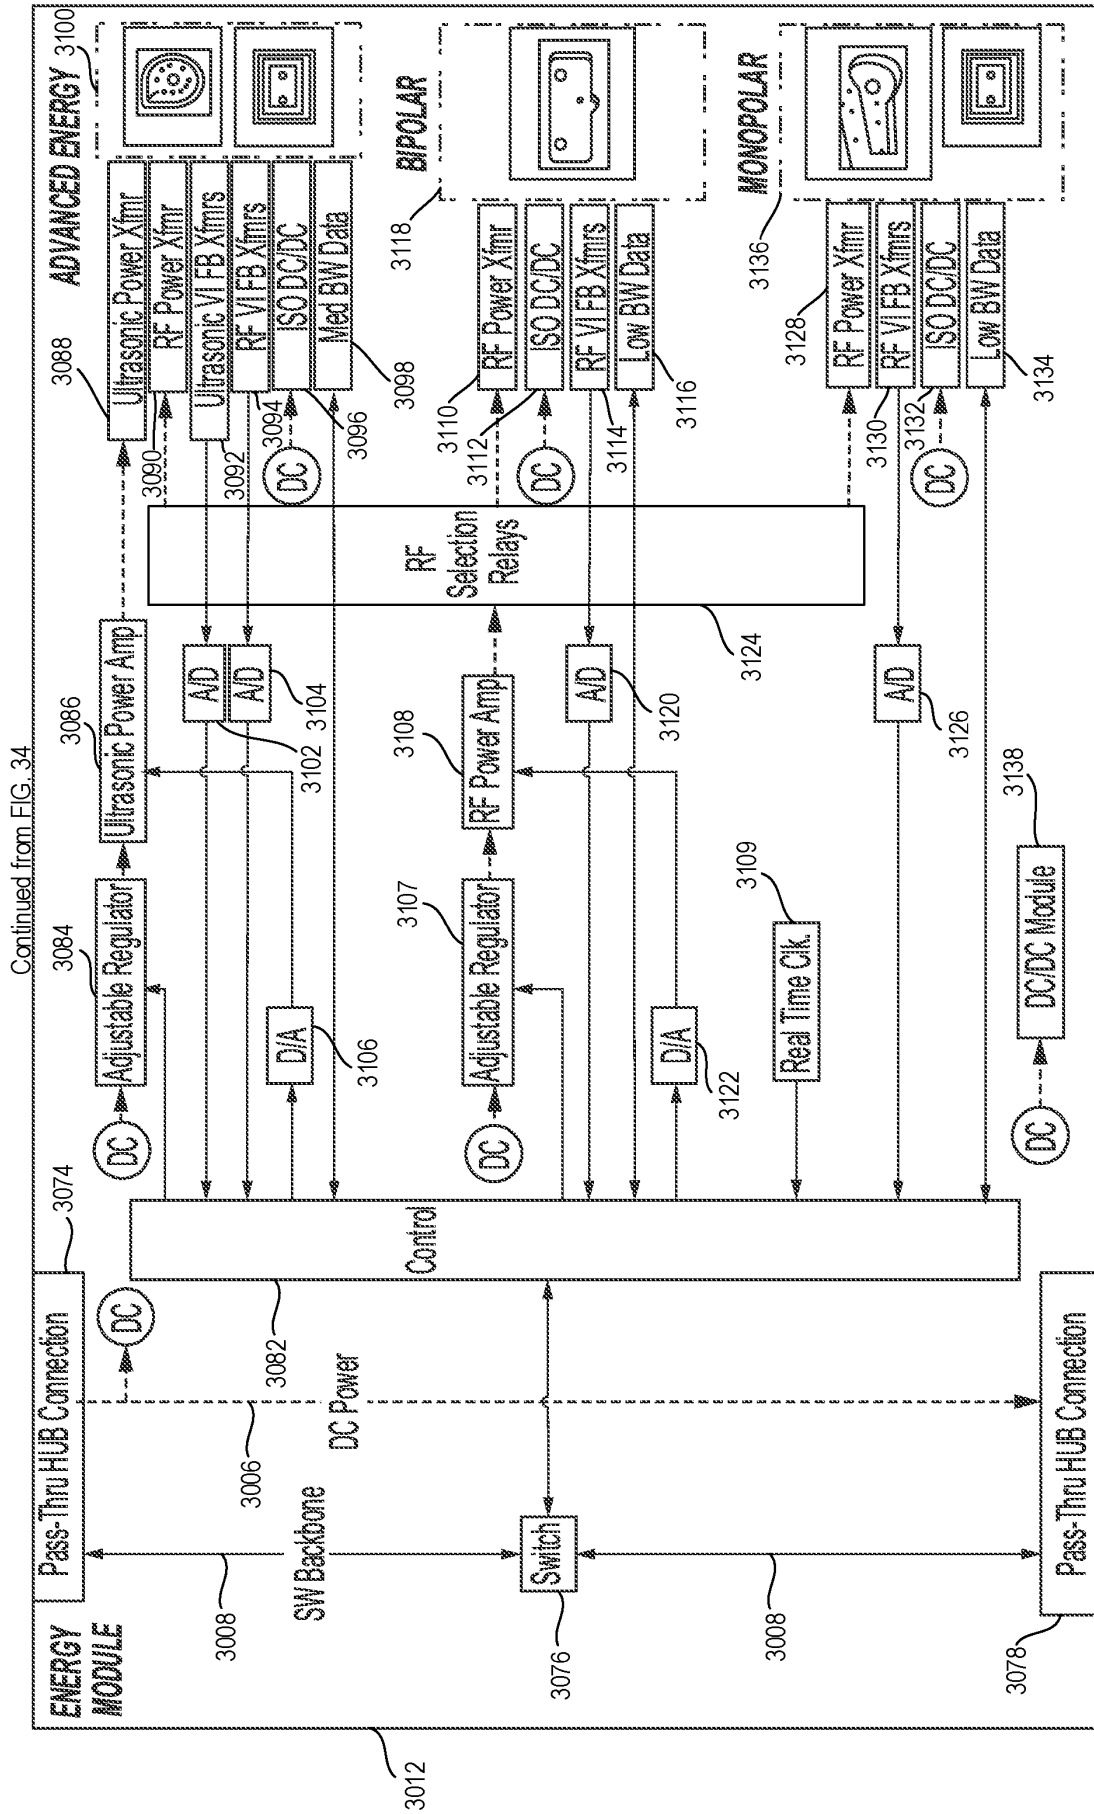 Continued from FIG. 34
ENERGY
MODULE
3012
Pass-Thru HUB Connection
3074
3008
SW Backbone
Switch
3076
3008
Pass-Thru HUB Connection
3078
3006
DC Power
DC
Control
3082
DC
Adjustable Regulator
3084
Ultrasonic Power Amp
3086
A/D
3102
A/D
3104
D/A
3106
DC
Adjustable Regulator
3107
RF Power Amp
3108
A/D
3120
D/A
3122
Real Time Clk.
3109
A/D
3126
DC
DC/DC Module
3138
RF
Selection
Relays
3124
ADVANCED ENERGY
3100
Ultrasonic Power Xfmr
3088
RF Power Xfmr
3090
Ultrasonic VI FB Xfmrs
3092
RF VI FB Xfmrs
3094
DC
ISO DC/DC
3096
Med BW Data
3098
BIPOLAR
3118
RF Power Xfmr
3110
DC
ISO DC/DC
3112
RF VI FB Xfmrs
3114
Low BW Data
3116
MONOPOLAR
3136
RF Power Xfmr
3128
RF VI FB Xfmrs
3130
DC
ISO DC/DC
3132
Low BW Data
3134